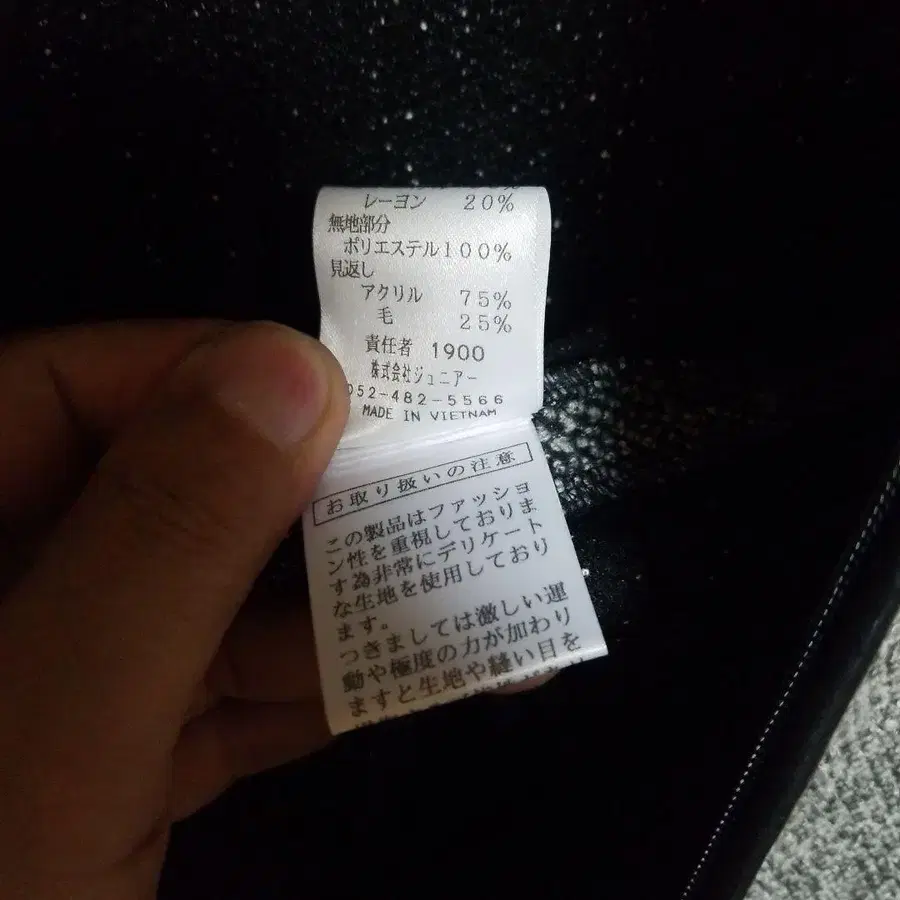 レーヨン 20%
無地部分
ポリエステル100%
見返し
アクリル 75%
毛 25%
責任者 1900
株式会社ジュニアー
052-482-5566
MADE IN VIETNAM
お取り扱いの注意
この製品はファッショ
ン性を重視しておりま
す為非常にデリケート
な生地を使用しており
ます。
つきましては激しい運
動や極度の力が加わり
ますと生地や縫い目を